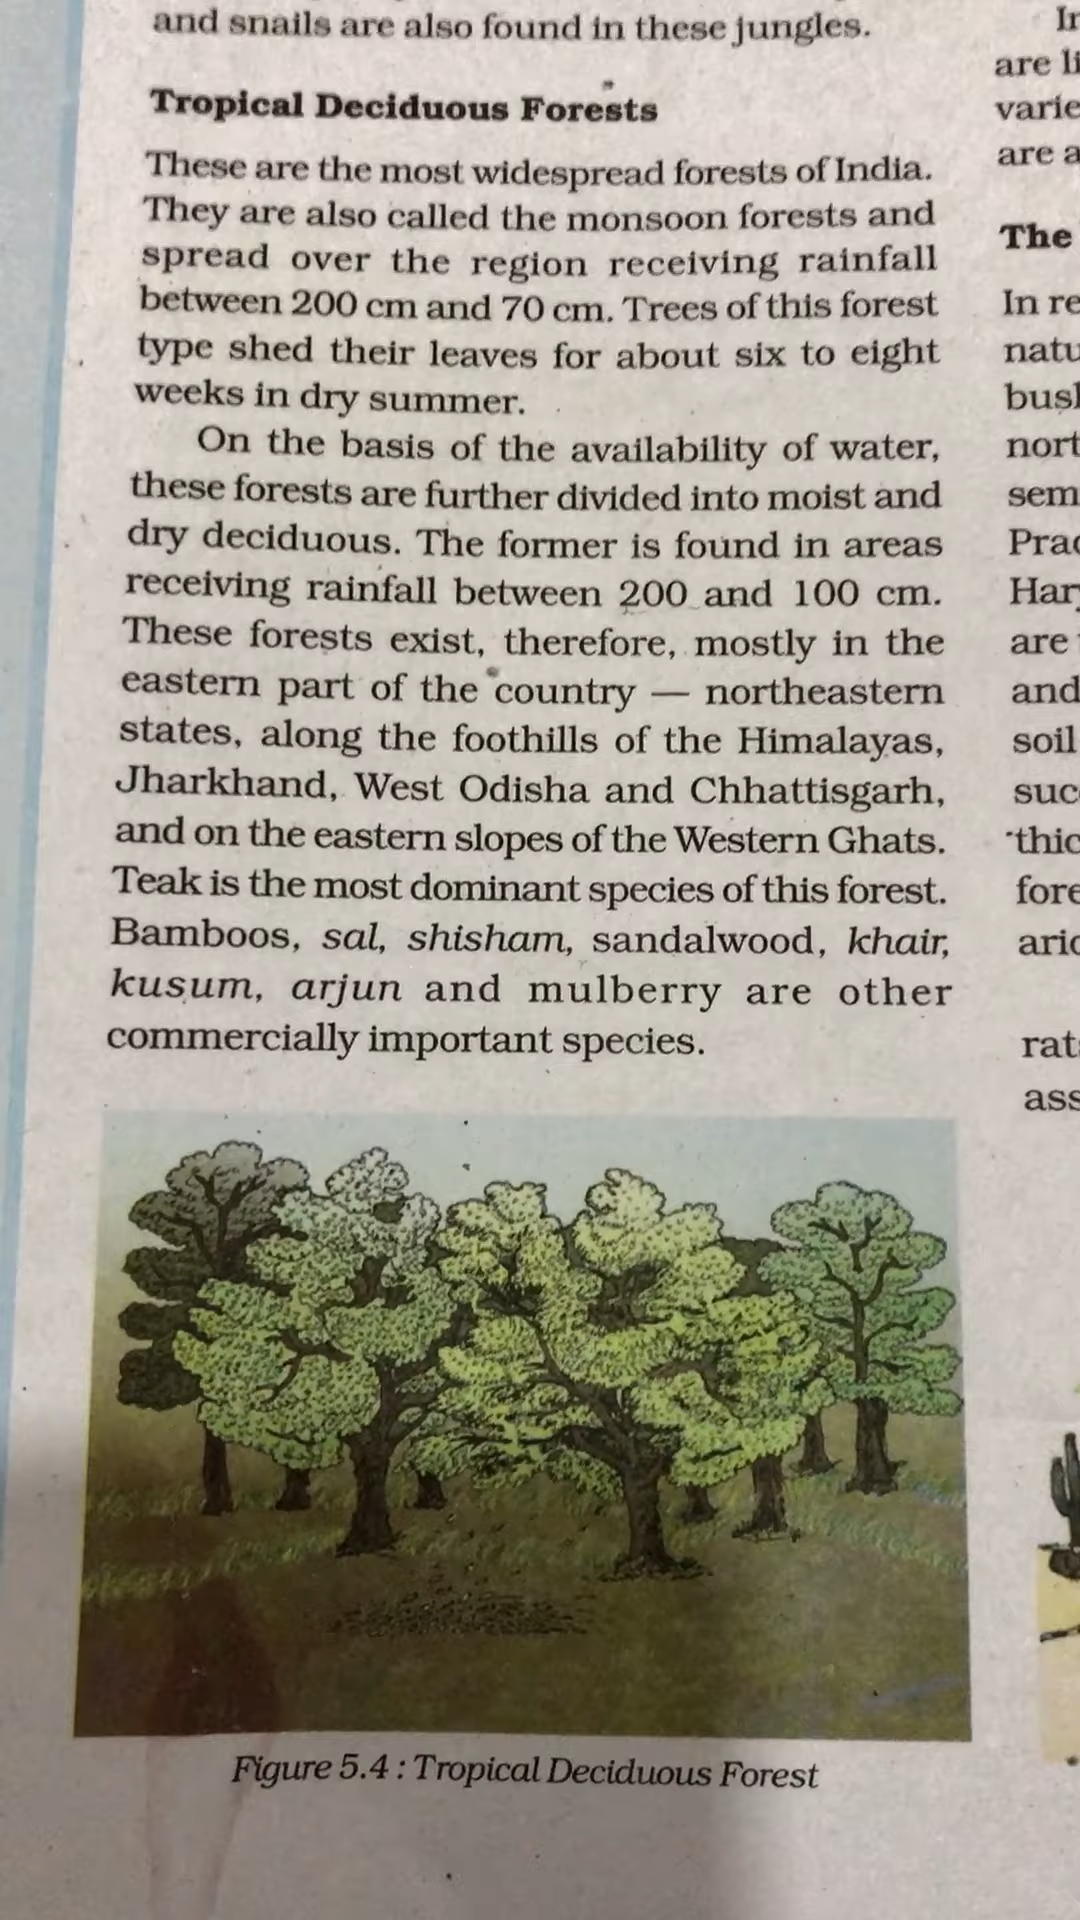 and snails are also found in these jungles.
Tropical Deciduous Forests
These are the most widespread forests of India.
They are also called the monsoon forests and
spread over the region receiving rainfall
between 200 cm and 70 cm. Trees of this forest
type shed their leaves for about six to eight
weeks in dry summer.
On the basis of the availability of water,
these forests are further divided into moist and
dry deciduous. The former is found in areas
receiving rainfall between 200 and 100 cm.
These forests exist, therefore, mostly in the
eastern part of the country — northeastern
states, along the foothills of the Himalayas,
Jharkhand, West Odisha and Chhattisgarh,
and on the eastern slopes of the Western Ghats.
Teak is the most dominant species of this forest.
Bamboos, sal, shisham, sandalwood, khair,
kusum, arjun and mulberry are other
commercially important species.
Figure 5.4 : Tropical Deciduous Forest
are
are
The
In
are
and
soil